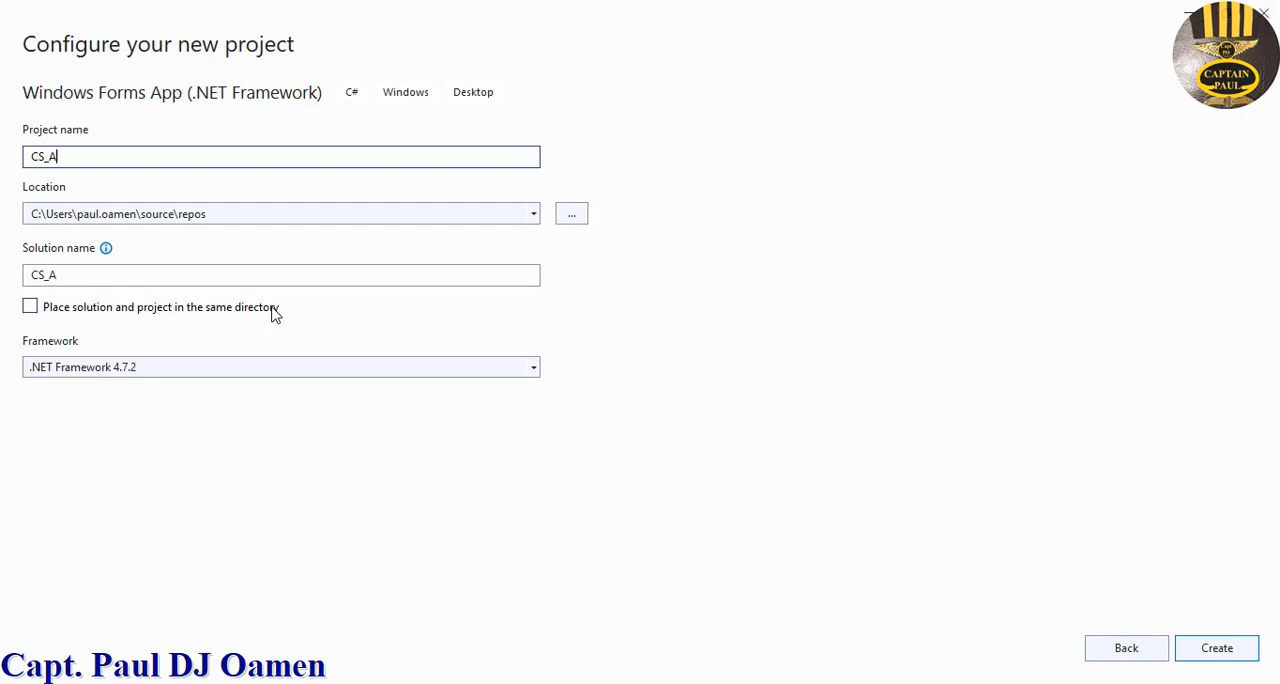 Configure your new project
Windows Forms App (.NET Framework) C# Windows Desktop
Project name
CS_A
Location
C:\Users\paul.oamen\source\repos
...
Solution name
CS_A
Place solution and project in the same directory
Framework
.NET Framework 4.7.2
Back Create
Capt. Paul DJ Oamen
Capt
PO
CAPTAIN
PAUL